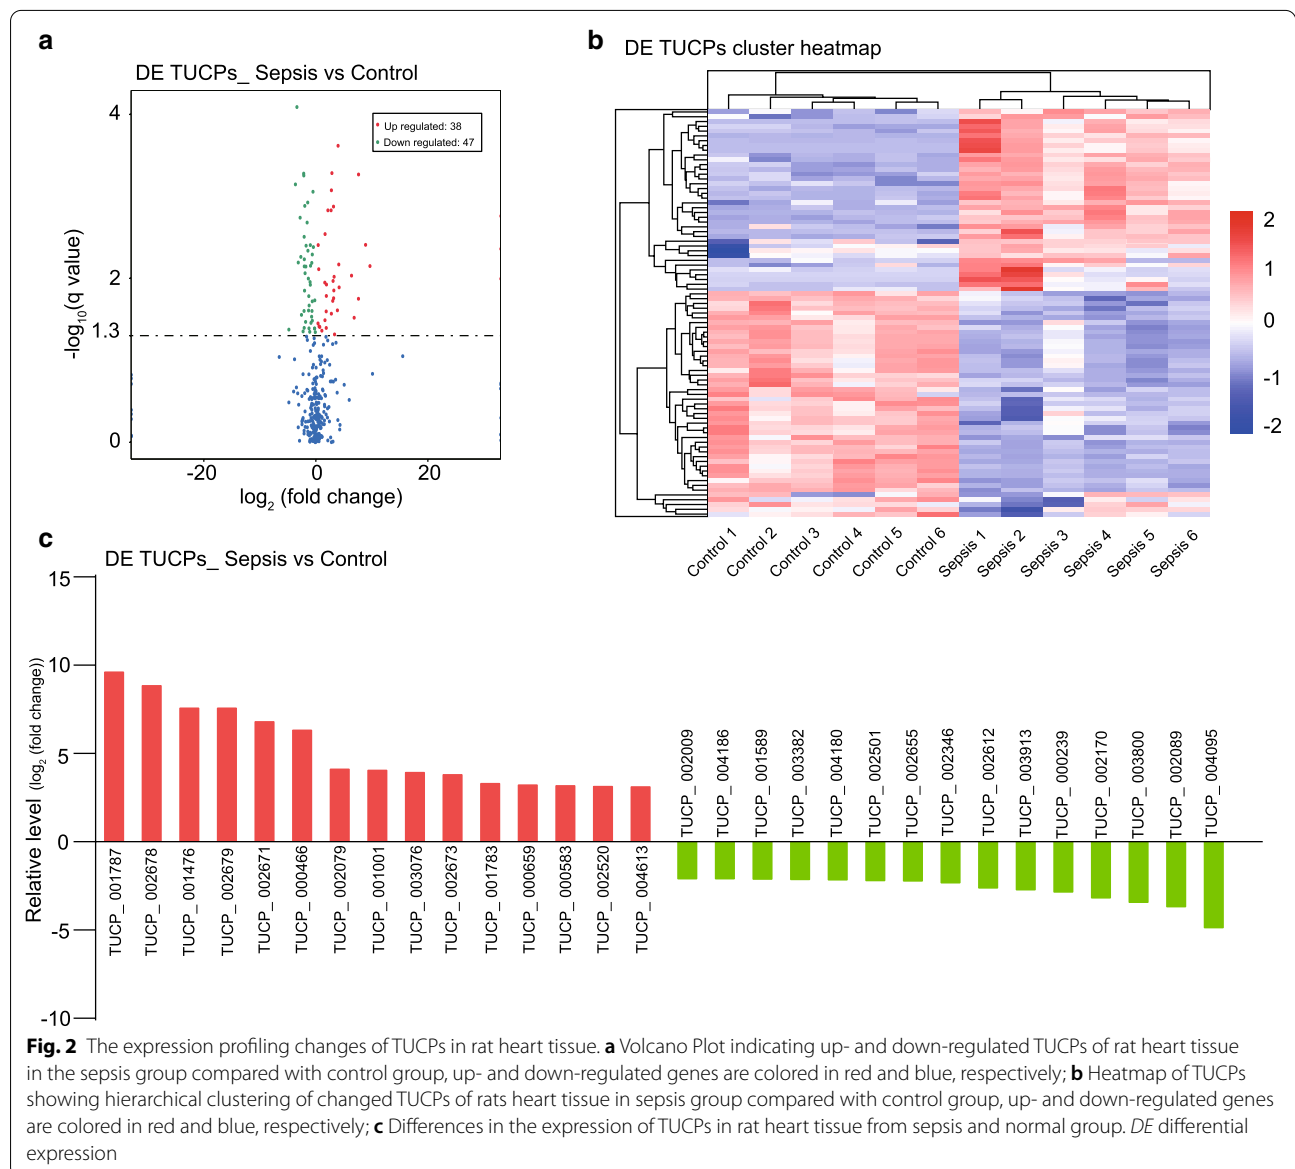 a
DE TUCPs_ Sepsis vs Control
4
2
1.3
0
-log10(q value)
Up regulated: 38
Down regulated: 47
-20
0
20
log2 (fold change)
b
DE TUCPs cluster heatmap
2
1
0
-1
-2
Control 1
Control 2
Control 3
Control 4
Control 5
Control 6
Sepsis 1
Sepsis 2
Sepsis 3
Sepsis 4
Sepsis 5
Sepsis 6
c
DE TUCPs_ Sepsis vs Control
15
10
5
0
-5
-10
Relative level (log2 (fold change))
TUCP_ 001787
TUCP_ 002678
TUCP_ 001476
TUCP_ 002679
TUCP_ 002671
TUCP_ 000466
TUCP_ 002079
TUCP_ 001001
TUCP_ 003076
TUCP_ 002673
TUCP_ 001783
TUCP_ 000659
TUCP_ 000583
TUCP_ 002520
TUCP_ 004613
TUCP_ 002009
TUCP_ 004186
TUCP_ 001589
TUCP_ 003382
TUCP_ 004180
TUCP_ 002501
TUCP_ 002655
TUCP_ 002346
TUCP_ 002612
TUCP_ 003913
TUCP_ 000239
TUCP_ 002170
TUCP_ 003800
TUCP_ 002089
TUCP_ 004095
Fig. 2 The expression profiling changes of TUCPs in rat heart tissue. a Volcano Plot indicating up- and down-regulated TUCPs of rat heart tissue
in the sepsis group compared with control group, up- and down-regulated genes are colored in red and blue, respectively; b Heatmap of TUCPs
showing hierarchical clustering of changed TUCPs of rats heart tissue in sepsis group compared with control group, up- and down-regulated genes
are colored in red and blue, respectively; c Differences in the expression of TUCPs in rat heart tissue from sepsis and normal group. DE differential
expression